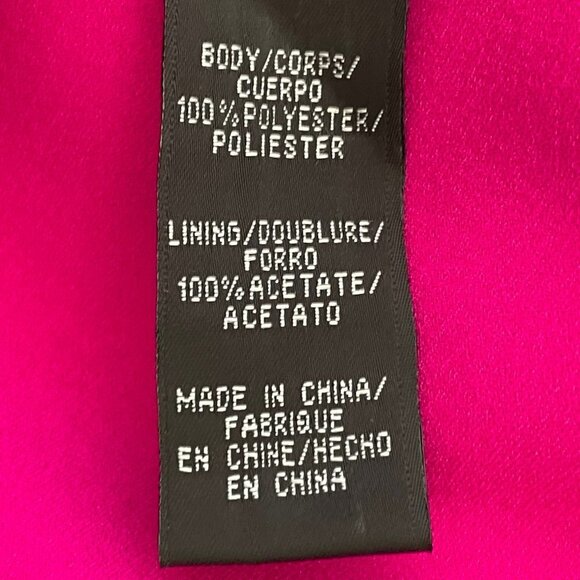 BODY/CORPS/
CUERPO
100%POLYESTER/
POLIESTER
LINING/DOUBLURE/
FORRO
100%ACETATE/
ACETATO
MADE IN CHINA/
FABRIQUE
EN CHINE/HECHO
EN CHINA